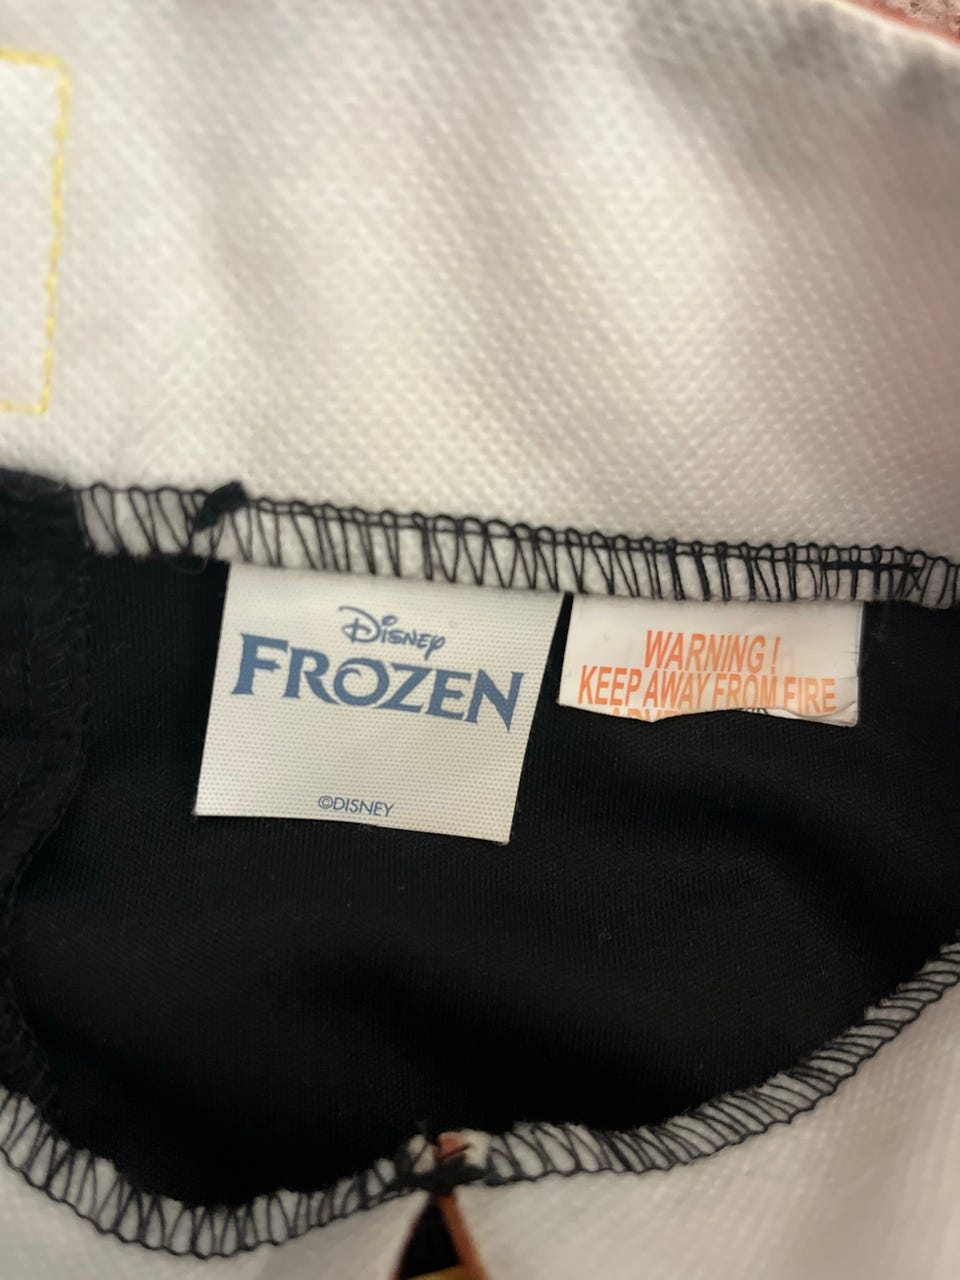 Disney
FROZEN
©DISNEY
WARNING !
KEEP AWAY FROM FIRE